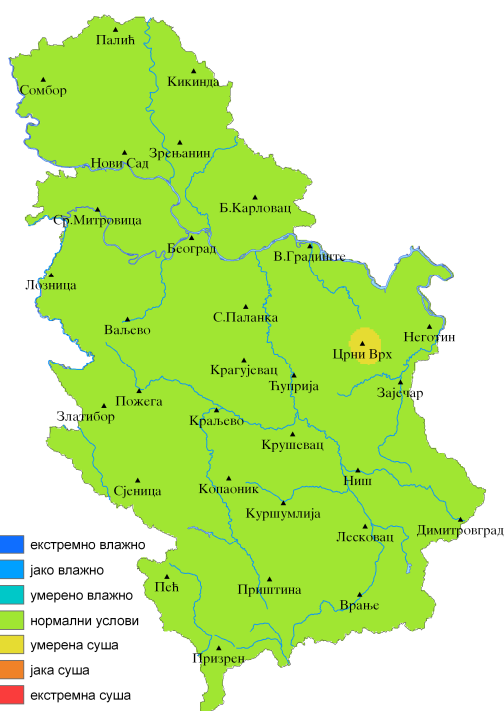 Палић
Кикинда
Сомбор
Зрењанин
Нови Сад
Б.Карловац
Ср.Митровица
Београд
В.Градиште
Лозница
С.Паланка
Ваљево
Неготин
Црни Врх
Крагујевац
Ћуприја
Зајечар
Пожега
Златибор
Краљево
Крушевац
Ниш
Сјеница
Копаоник
Куршумлија
Димитровград
Лесковац
Пећ
Приштина
Врање
Призрен
екстремно влажно
јако влажно
умерено влажно
нормални услови
умерена суша
јака суша
екстремна суша